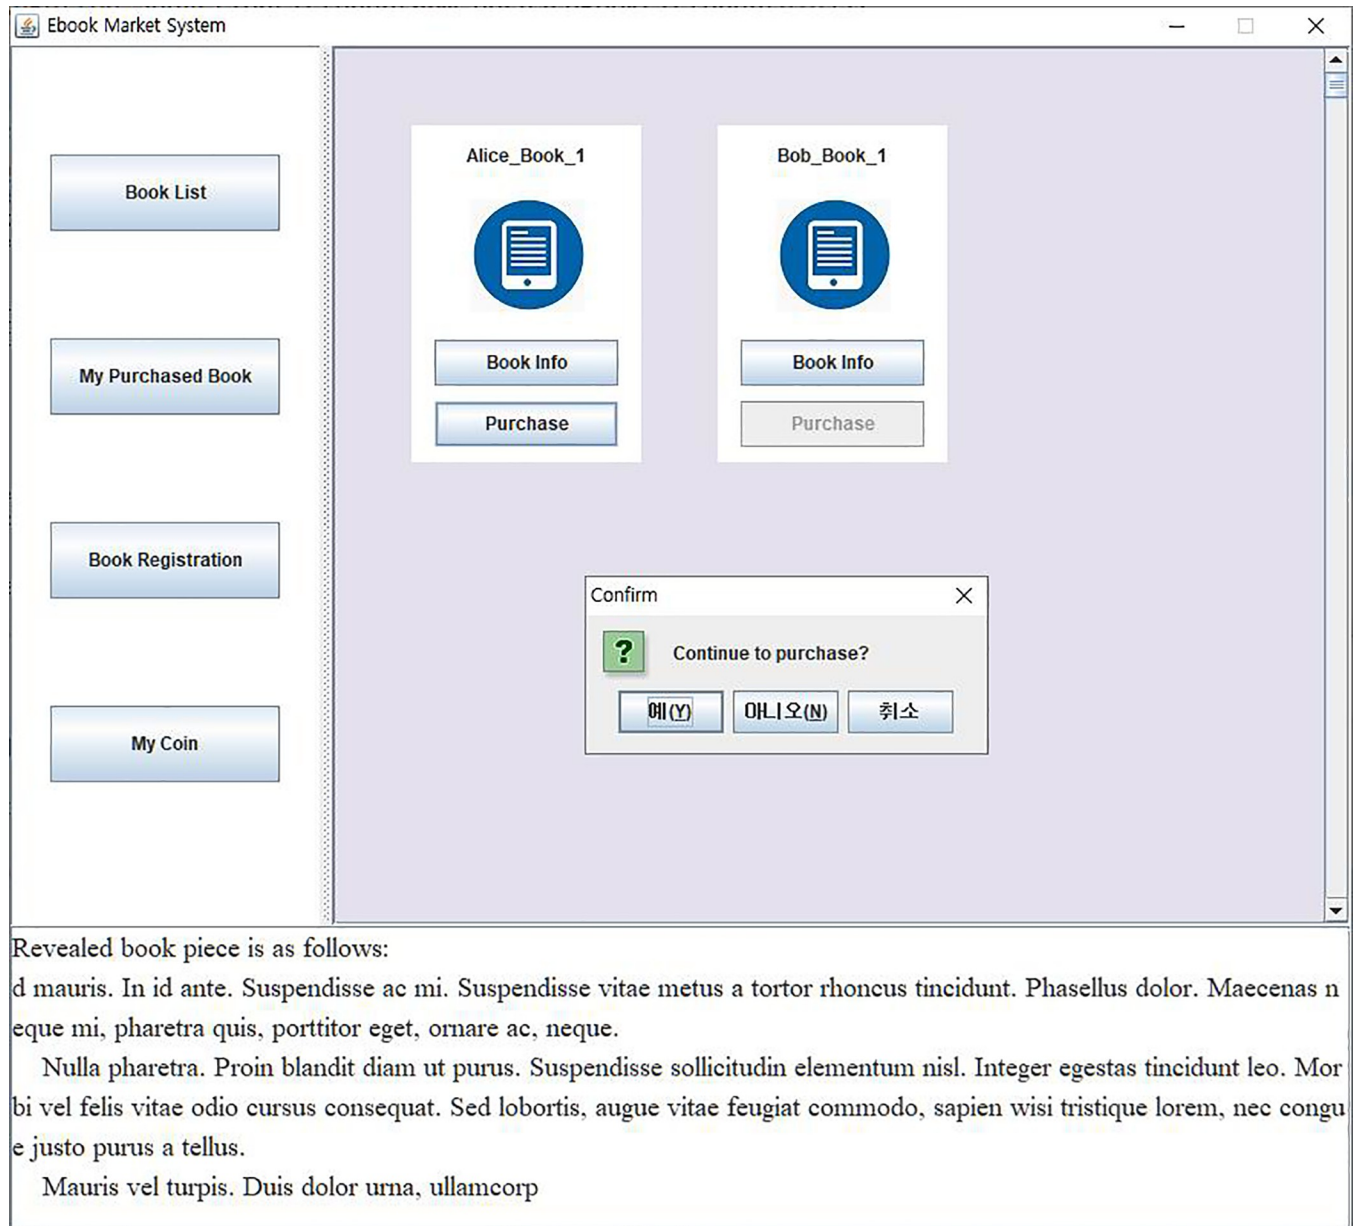 Ebook Market System
Book List
My Purchased Book
Book Registration
My Coin
Alice_Book_1
Book Info
Purchase
Bob_Book_1
Book Info
Purchase
Confirm
?
Continue to purchase?
예(Y)
아니오(N)
취소
Revealed book piece is as follows:
d mauris. In id ante. Suspendisse ac mi. Suspendisse vitae metus a tortor rhoncus tincidunt. Phasellus dolor. Maecenas n
eque mi, pharetra quis, porttitor eget, ornare ac, neque.
Nulla pharetra. Proin blandit diam ut purus. Suspendisse sollicitudin elementum nisl. Integer egestas tincidunt leo. Mor
bi vel felis vitae odio cursus consequat. Sed lobortis, augue vitae feugiat commodo, sapien wisi tristique lorem, nec congu
e justo purus a tellus.
Mauris vel turpis. Duis dolor urna, ullamcorp